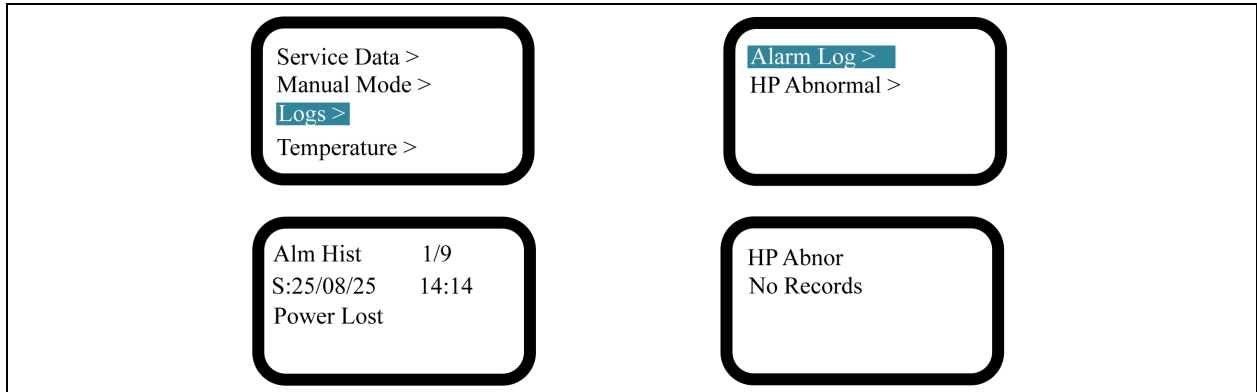 Service Data >
Manual Mode >
Logs >
Temperature >
Alarm Log >
HP Abnormal >
Alm Hist 1/9
S:25/08/25 14:14
Power Lost
HP Abnor
No Records